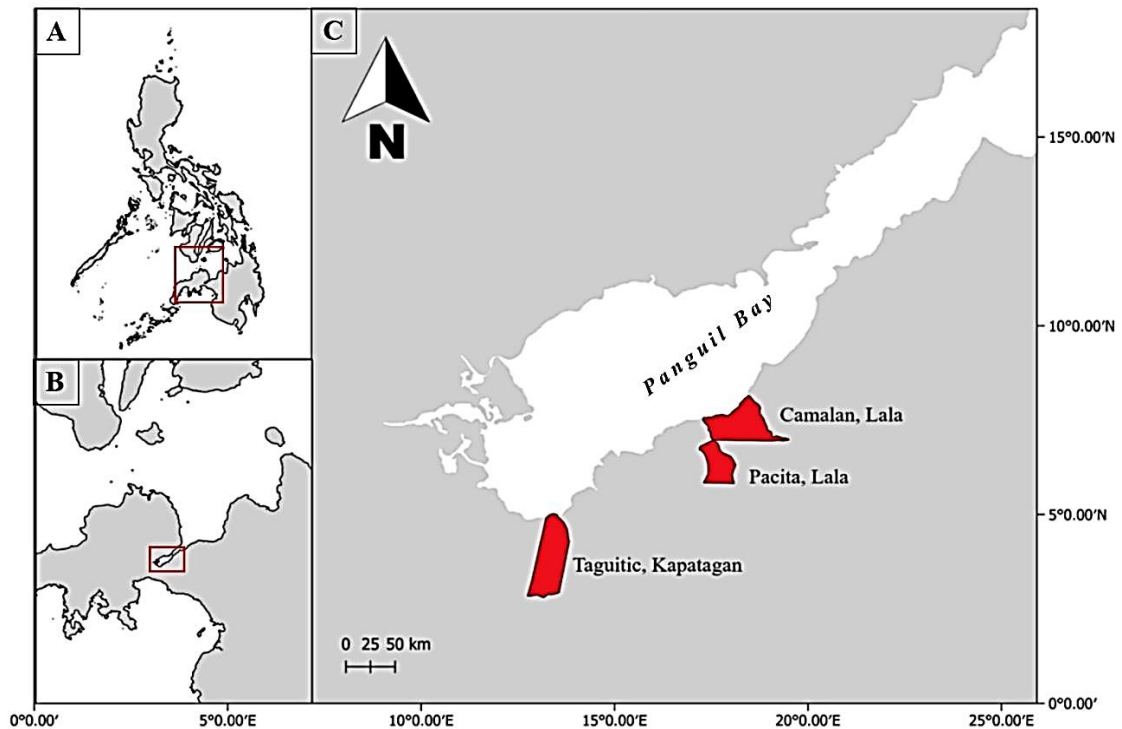 A
B
C
N
15°0.00′N
10°0.00′N
Panguil Bay
Camalan, Lala
Pacita, Lala
5°0.00′N
Taguitic, Kapatagan
0 25 50 km
0°0.00′
0°0.00′
5°0.00′E
10°0.00′E
15°0.00′E
20°0.00′E
25°0.00′E